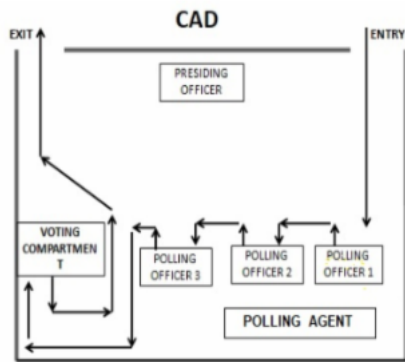 CAD
EXIT
ENTRY
PRESIDING
OFFICER
VOTING
COMPARTMEN
T
POLLING
OFFICER 3
POLLING
OFFICER 2
POLLING
OFFICER 1
POLLING AGENT